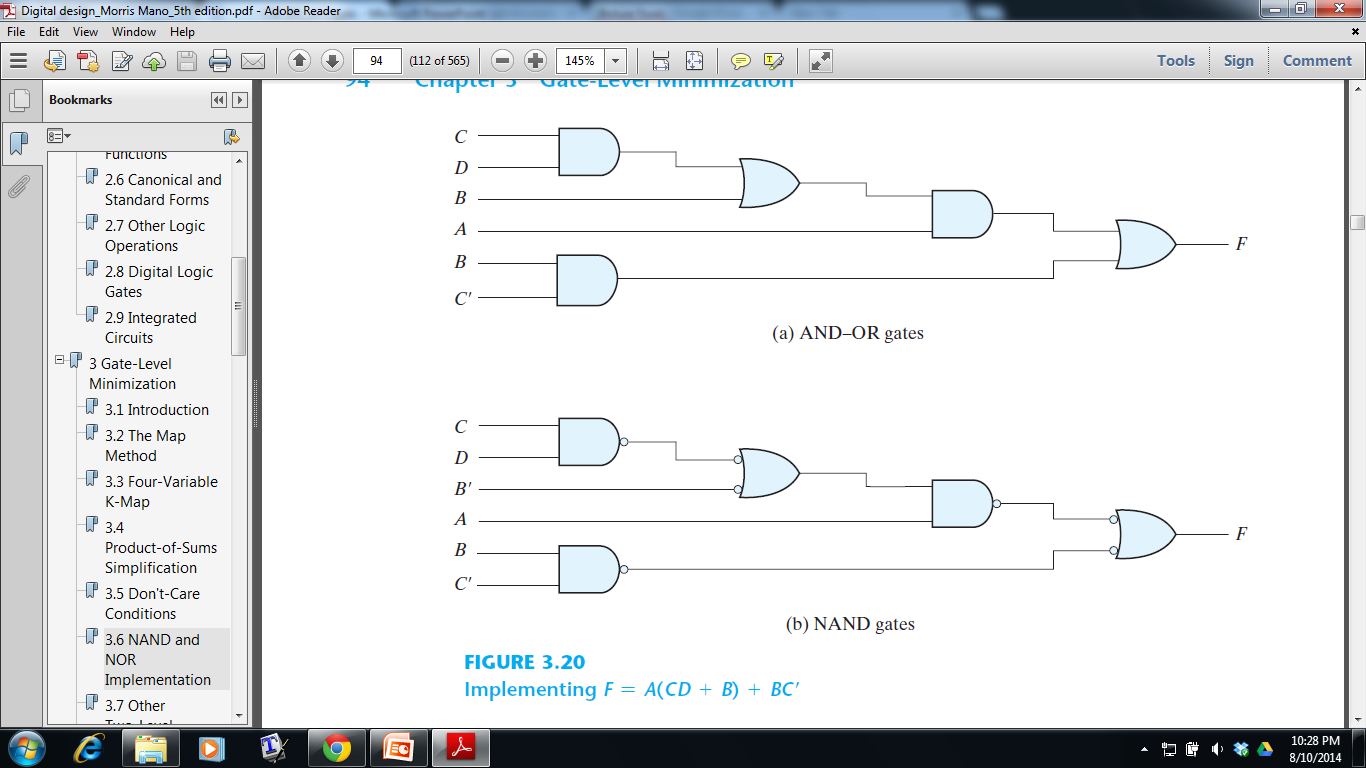 Digital design_Morris Mano_5th edition.pdf - Adobe Reader
File Edit View Window Help
94 (112 of 565) 145% Tools Sign Comment
Bookmarks
Functions
2.6 Canonical and
Standard Forms
2.7 Other Logic
Operations
2.8 Digital Logic
Gates
2.9 Integrated
Circuits
3 Gate-Level
Minimization
3.1 Introduction
3.2 The Map
Method
3.3 Four-Variable
K-Map
3.4
Product-of-Sums
Simplification
3.5 Don't-Care
Conditions
3.6 NAND and
NOR
Implementation
3.7 Other
Two-Level
94 Chapter 3 Gate-Level Minimization
C
D
B
A
B
C′
F
(a) AND–OR gates
C
D
B′
A
B
C′
F
(b) NAND gates
FIGURE 3.20
Implementing F = A(CD + B) + BC′
10:28 PM
8/10/2014